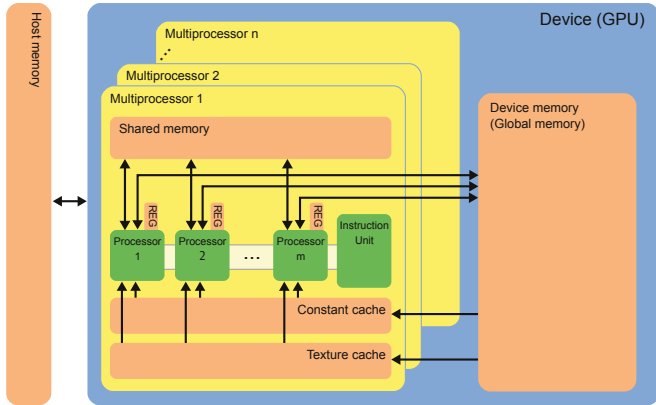 Host memory
Device (GPU)
Multiprocessor n
...
Multiprocessor 2
Multiprocessor 1
Shared memory
Device memory
(Global memory)
REG
REG
REG
Processor
1
Processor
2
...
Processor
m
Instruction
Unit
Constant cache
Texture cache